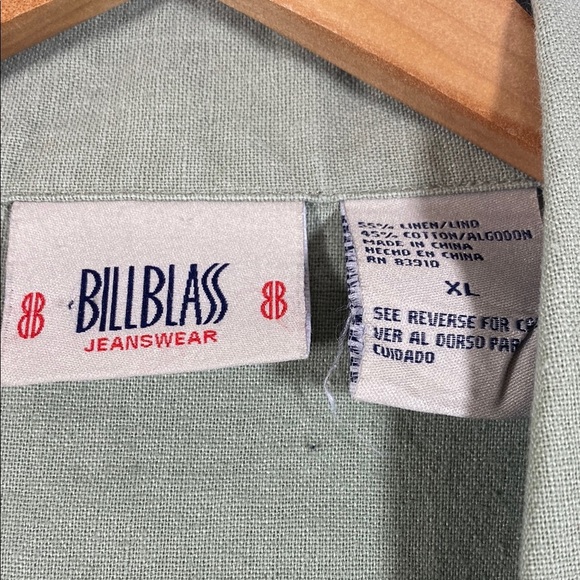 BB
BILLBLASS
BB
JEANSWEAR
55% LINEN/LINO
45% COTTON/ALGODON
MADE IN CHINA
HECHO EN CHINA
RN 83910
XL
SEE REVERSE FOR
VER AL DORSO PAR
CUIDADO